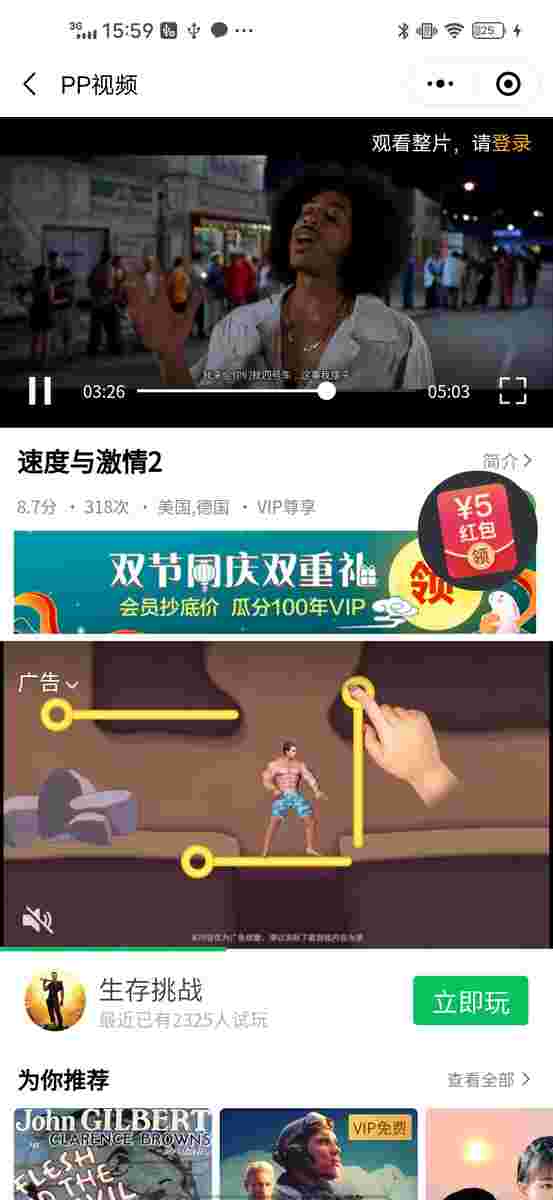 3G 15:59 25
PP视频
观看整片，请登录
03:26
05:03
速度与激情2
简介
8.7分 · 318次 · 美国,德国 · VIP尊享
¥5
红包
领
双节同庆双重礼
会员抄底价 瓜分100年VIP
领
广告
生存挑战
最近已有2325人试玩
立即玩
为你推荐
查看全部
John GILBERT
CLARENCE BROWN'S
FLESH
VIP免费